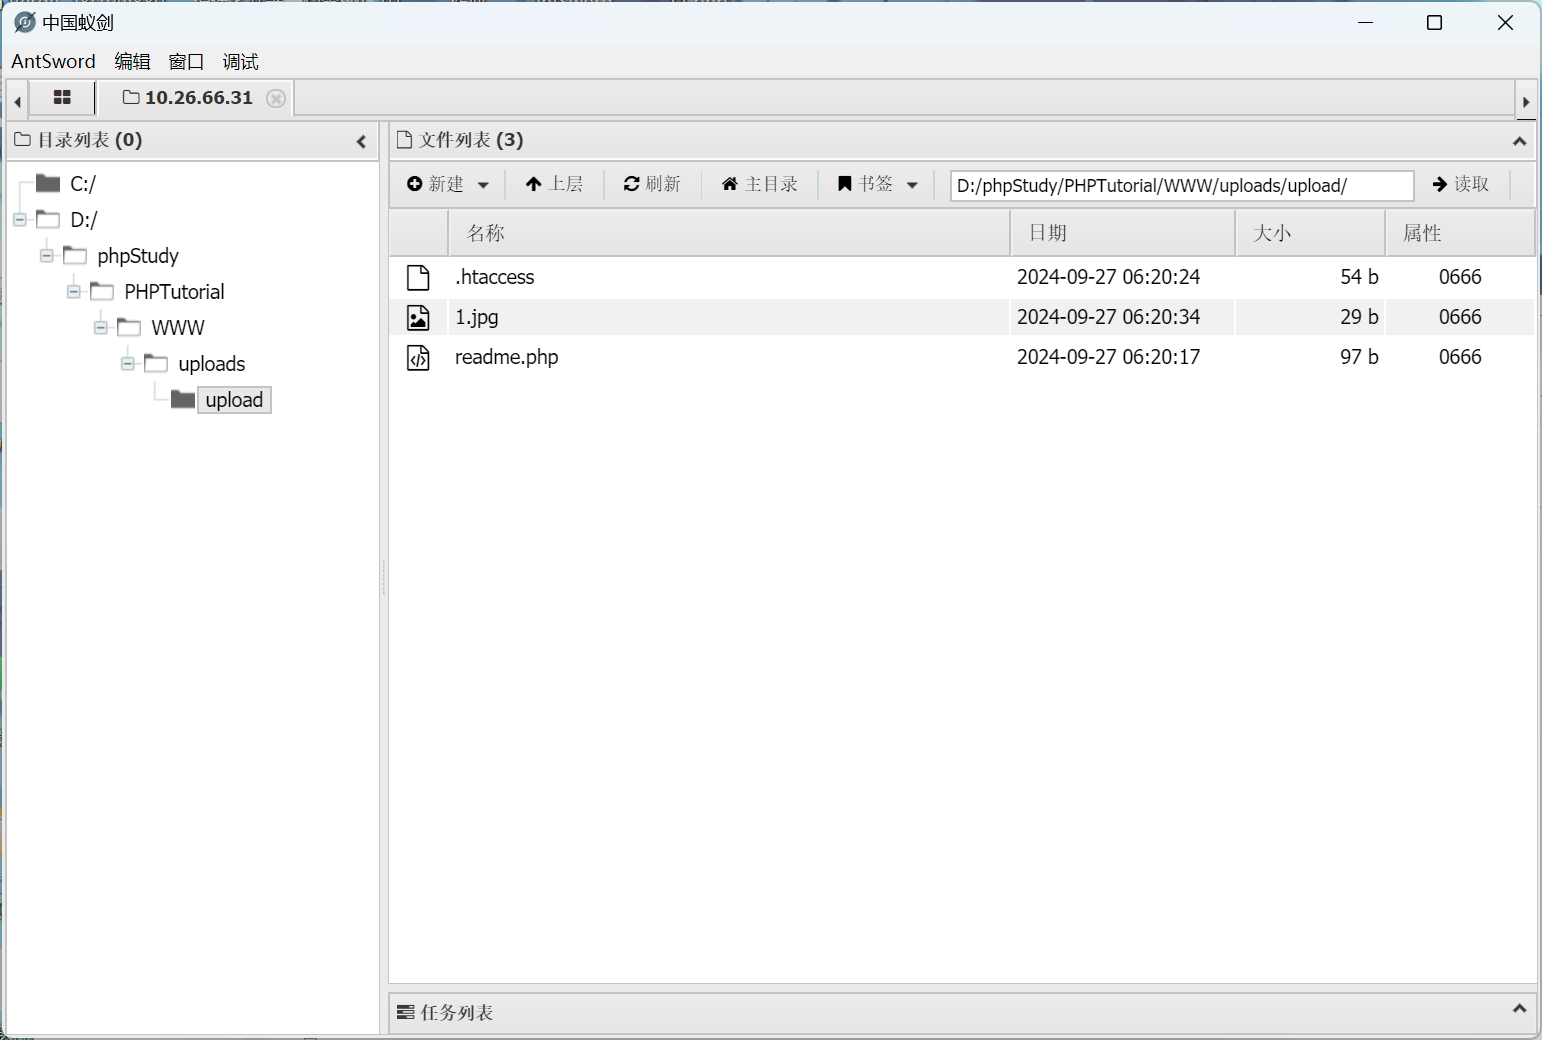 中国蚁剑
AntSword 编辑 窗口 调试
10.26.66.31
目录列表 (0)
文件列表 (3)
C:/
D:/
phpStudy
PHPTutorial
WWW
uploads
upload
新建 上层 刷新 主目录 书签 D:/phpStudy/PHPTutorial/WWW/uploads/upload/ 读取
名称 日期 大小 属性
.htaccess 2024-09-27 06:20:24 54 b 0666
1.jpg 2024-09-27 06:20:34 29 b 0666
readme.php 2024-09-27 06:20:17 97 b 0666
任务列表